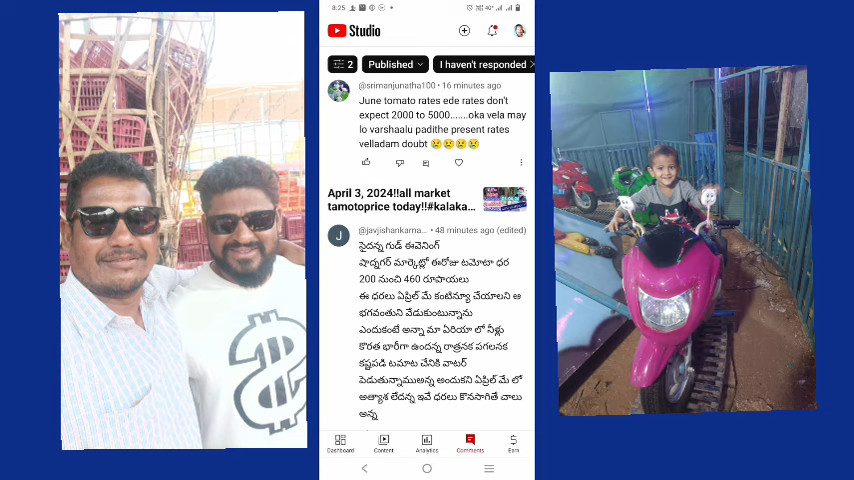 8:25
Studio
2 Published I haven't responded
@srimanjunatha100 • 16 minutes ago
June tomato rates ede rates don't
expect 2000 to 5000.......oka vela may
lo varshaalu padithe present rates
velladam doubt 😢😢😢😢
April 3, 2024!!all market
tamotoprice today!!#kalaka...
J
@javjishankarna... • 48 minutes ago (edited)
సైదన్న గుడ్ ఈవెనింగ్
షాద్నగర్ మార్కెట్లో ఈరోజు టమోటా ధర
200 నుంచి 460 రూపాయలు
ఈ ధరలు ఏప్రిల్ మే కంటిన్యూ చేయాలని ఆ
భగవంతుని వేడుకుంటున్నాను
ఎందుకంటే అన్నా మా ఏరియా లో నీళ్లు
కొరత భారీగా ఉందన్న రాత్రనక పగలనక
కష్టపడి టమాట చేనికి వాటర్
పెడుతున్నాముఅన్న అందుకని ఏప్రిల్ మే లో
అత్యాశ లేదన్న ఇవే ధరలు కొనసాగితే చాలు
అన్న
Dashboard Content Analytics Comments Earn